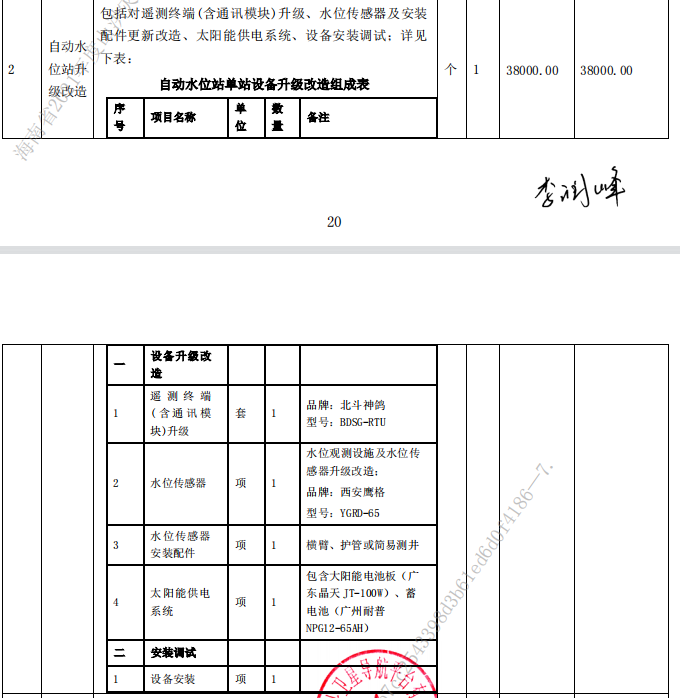 包括对遥测终端(含通讯模块)升级、水位传感器及安装
配件更新改造、太阳能供电系统、设备安装调试；详见
下表：
2
自动水
位站升
级改造
个
1
38000.00
38000.00
自动水位站单站设备升级改造组成表
序
号
项目名称
单
位
数
量
备注
20
一
设备升级改
造
1
遥测终端
(含通讯模
块)升级
套
1
品牌：北斗神鸽
型号：BDSG-RTU
2
水位传感器
项
1
水位观测设施及水位传
感器升级改造；
品牌：西安鹰格
型号：YGRD-65
3
水位传感器
安装配件
项
1
横臂、护管或简易测井
4
太阳能供电
系统
项
1
包含大阳能电池板（广
东晶天 JT-100W）、蓄
电池（广州耐普
NPG12-65AH）
二
安装调试
1
设备安装
项
1
卫星导航平台